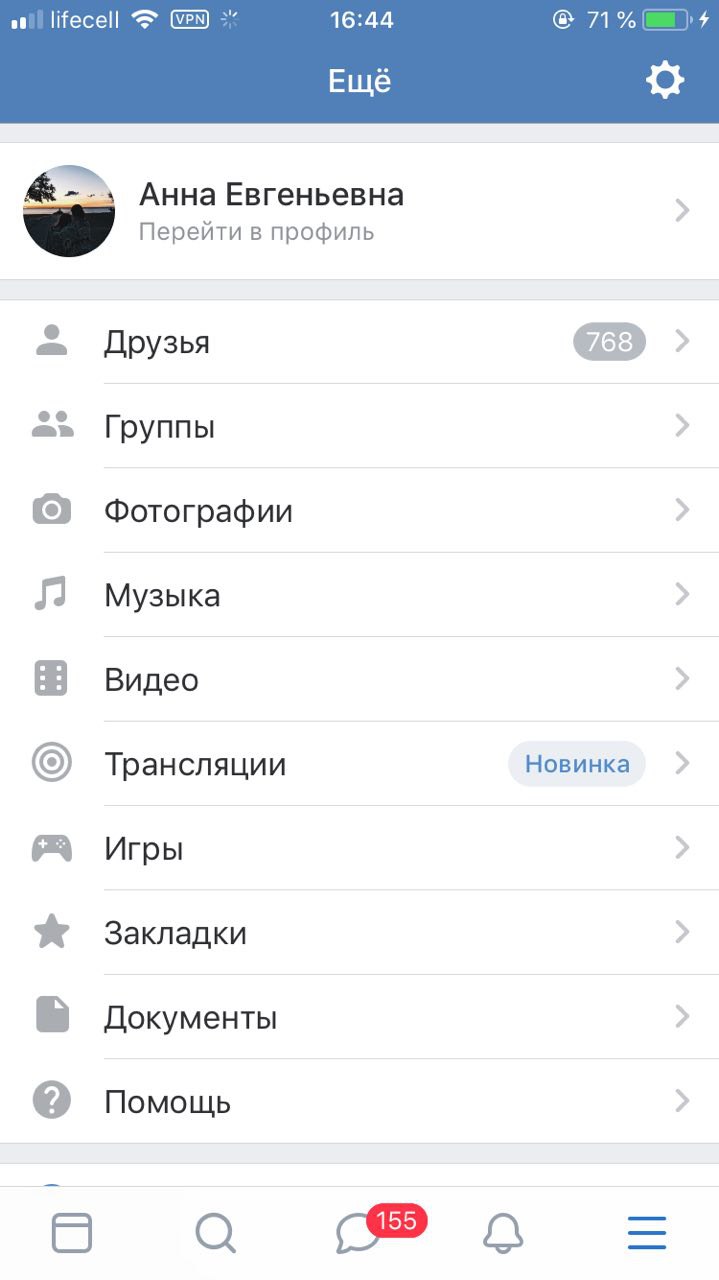 lifecell VPN 16:44 71 %
Ещё
Анна Евгеньевна
Перейти в профиль
Друзья 768
Группы
Фотографии
Музыка
Видео
Трансляции Новинка
Игры
Закладки
Документы
Помощь
155